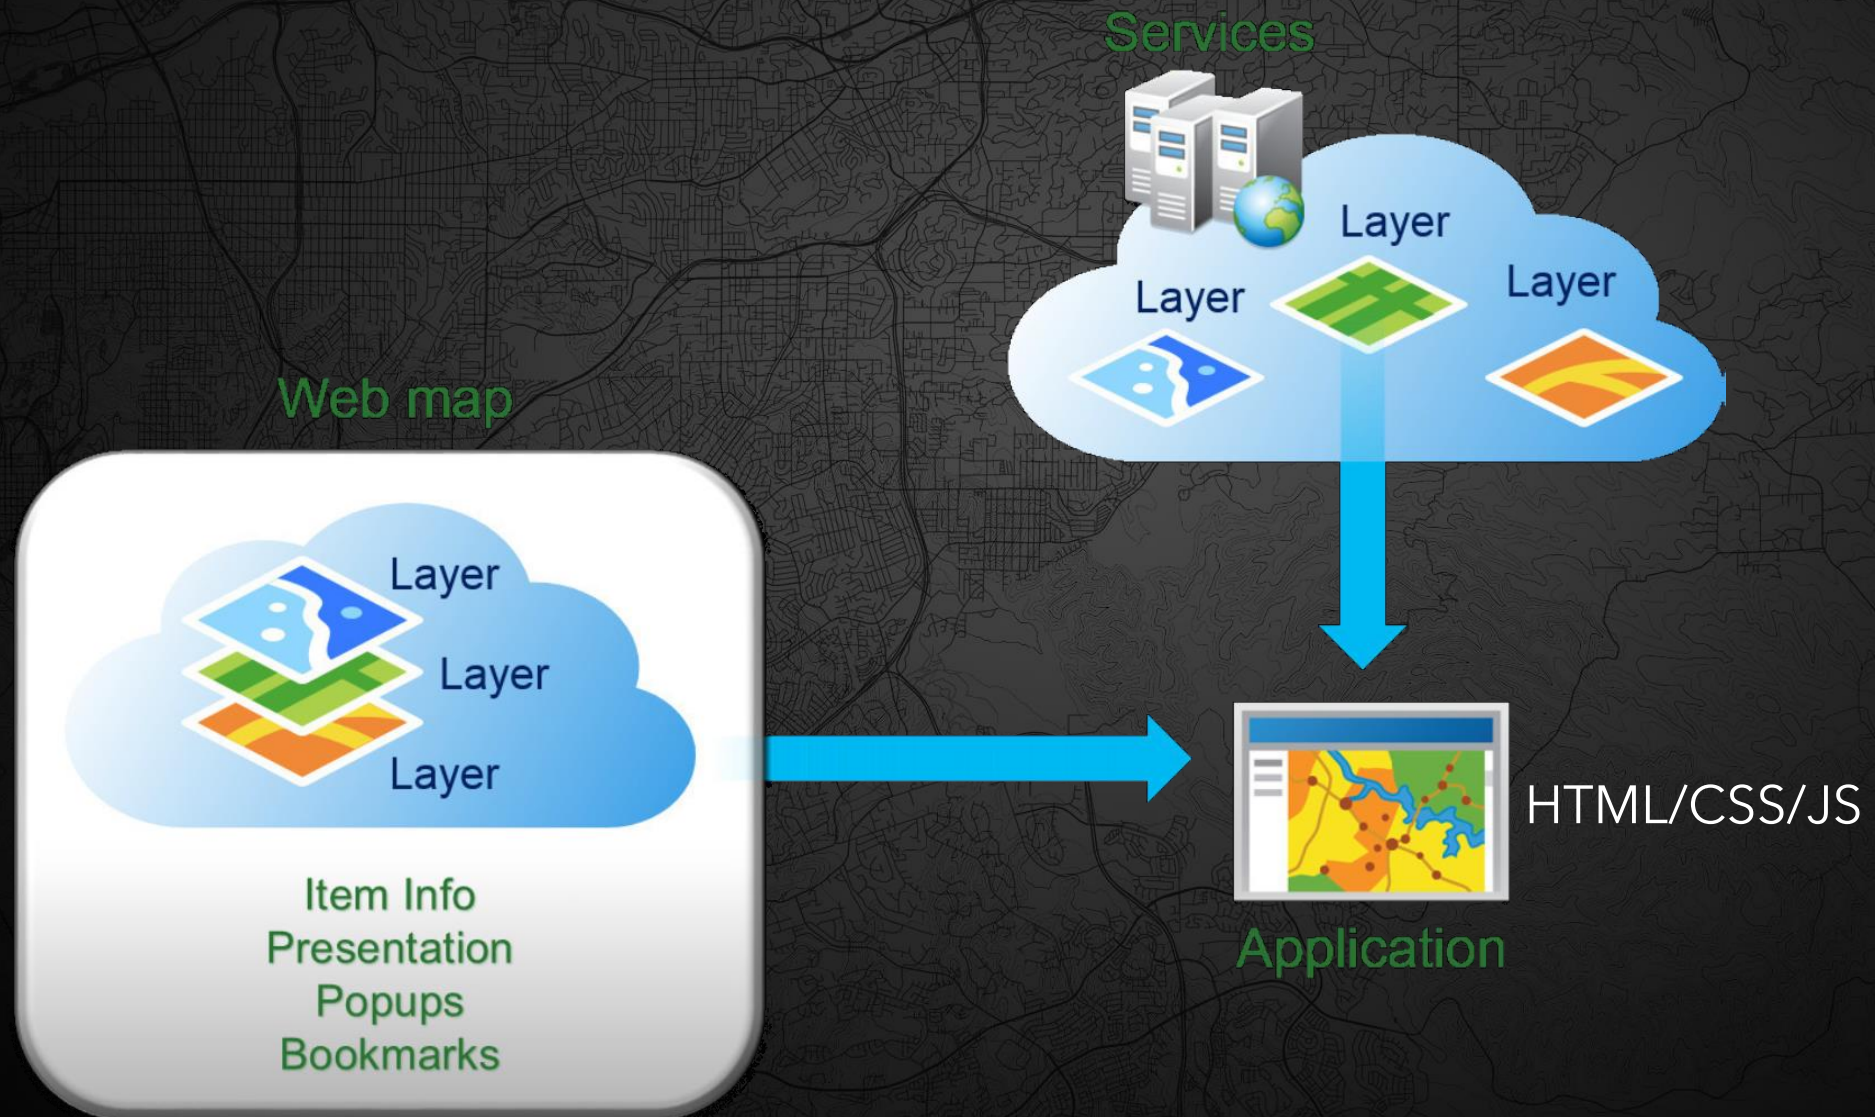 Services
Layer
Layer
Layer
Web map
Layer
Layer
Layer
Item Info
Presentation
Popups
Bookmarks
HTML/CSS/JS
Application